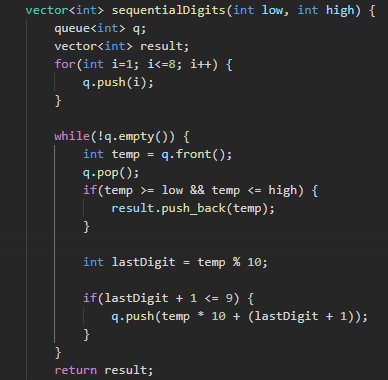 vector<int> sequentialDigits(int low, int high) {
    queue<int> q;
    vector<int> result;
    for(int i=1; i<=8; i++) {
        q.push(i);
    }

    while(!q.empty()) {
        int temp = q.front();
        q.pop();
        if(temp >= low && temp <= high) {
            result.push_back(temp);
        }

        int lastDigit = temp % 10;

        if(lastDigit + 1 <= 9) {
            q.push(temp * 10 + (lastDigit + 1));
        }
    }
    return result;